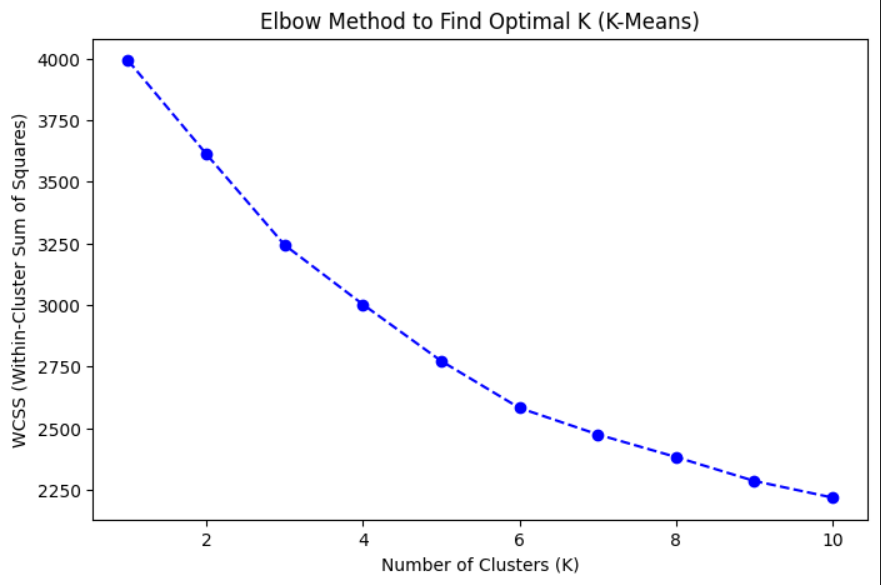 Elbow Method to Find Optimal K (K-Means)
WCSS (Within-Cluster Sum of Squares)
4000
3750
3500
3250
3000
2750
2500
2250
2 4 6 8 10
Number of Clusters (K)